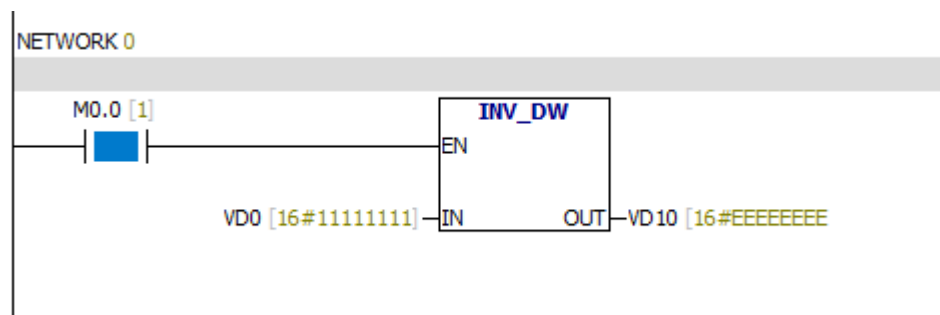 NETWORK 0
M0.0 [1]
INV_DW
EN
VD0 [16#11111111] IN OUT VD10 [16#EEEEEEEE